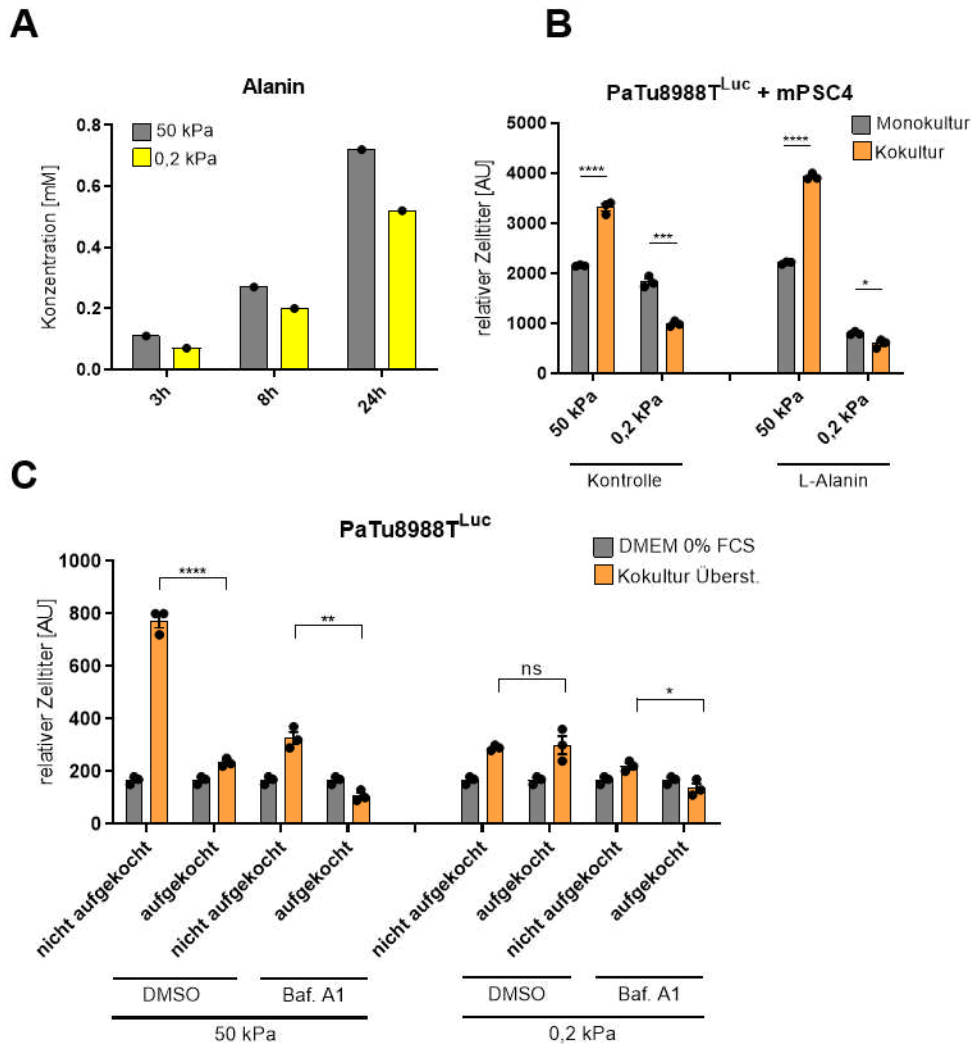 A
Alanin
50 kPa
0,2 kPa
Konzentration [mM]
0.8
0.6
0.4
0.2
0.0
3h
8h
24h
B
PaTu8988T^Luc + mPSC4
Monokultur
Kokultur
relativer Zelltiter [AU]
5000
4000
3000
2000
1000
0
****
***
****
*
50 kPa
0,2 kPa
50 kPa
0,2 kPa
Kontrolle
L-Alanin
C
PaTu8988T^Luc
DMEM 0% FCS
Kokultur Überst.
relativer Zelltiter [AU]
1000
800
600
400
200
0
****
**
ns
*
nicht aufgekocht
aufgekocht
nicht aufgekocht
aufgekocht
nicht aufgekocht
aufgekocht
nicht aufgekocht
aufgekocht
DMSO
Baf. A1
DMSO
Baf. A1
50 kPa
0,2 kPa